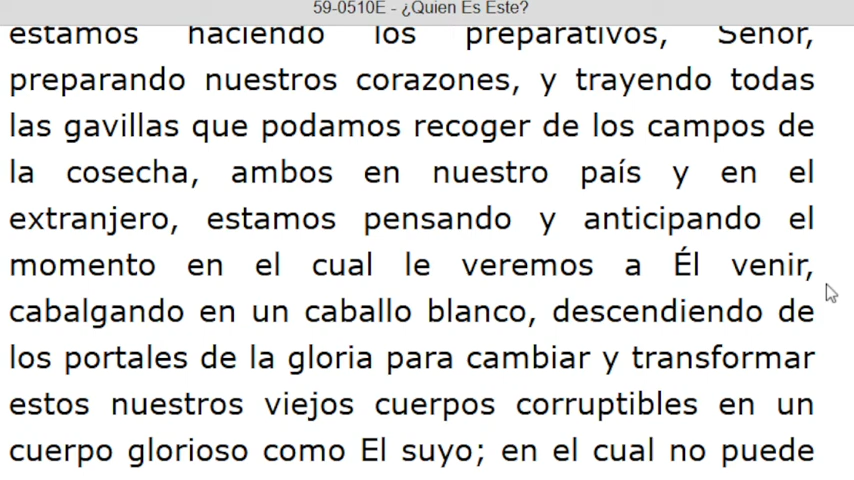 59-0510E - ¿Quien Es Este?
estamos haciendo los preparativos, Señor,
preparando nuestros corazones, y trayendo todas
las gavillas que podamos recoger de los campos de
la cosecha, ambos en nuestro país y en el
extranjero, estamos pensando y anticipando el
momento en el cual le veremos a Él venir,
cabalgando en un caballo blanco, descendiendo de
los portales de la gloria para cambiar y transformar
estos nuestros viejos cuerpos corruptibles en un
cuerpo glorioso como El suyo; en el cual no puede